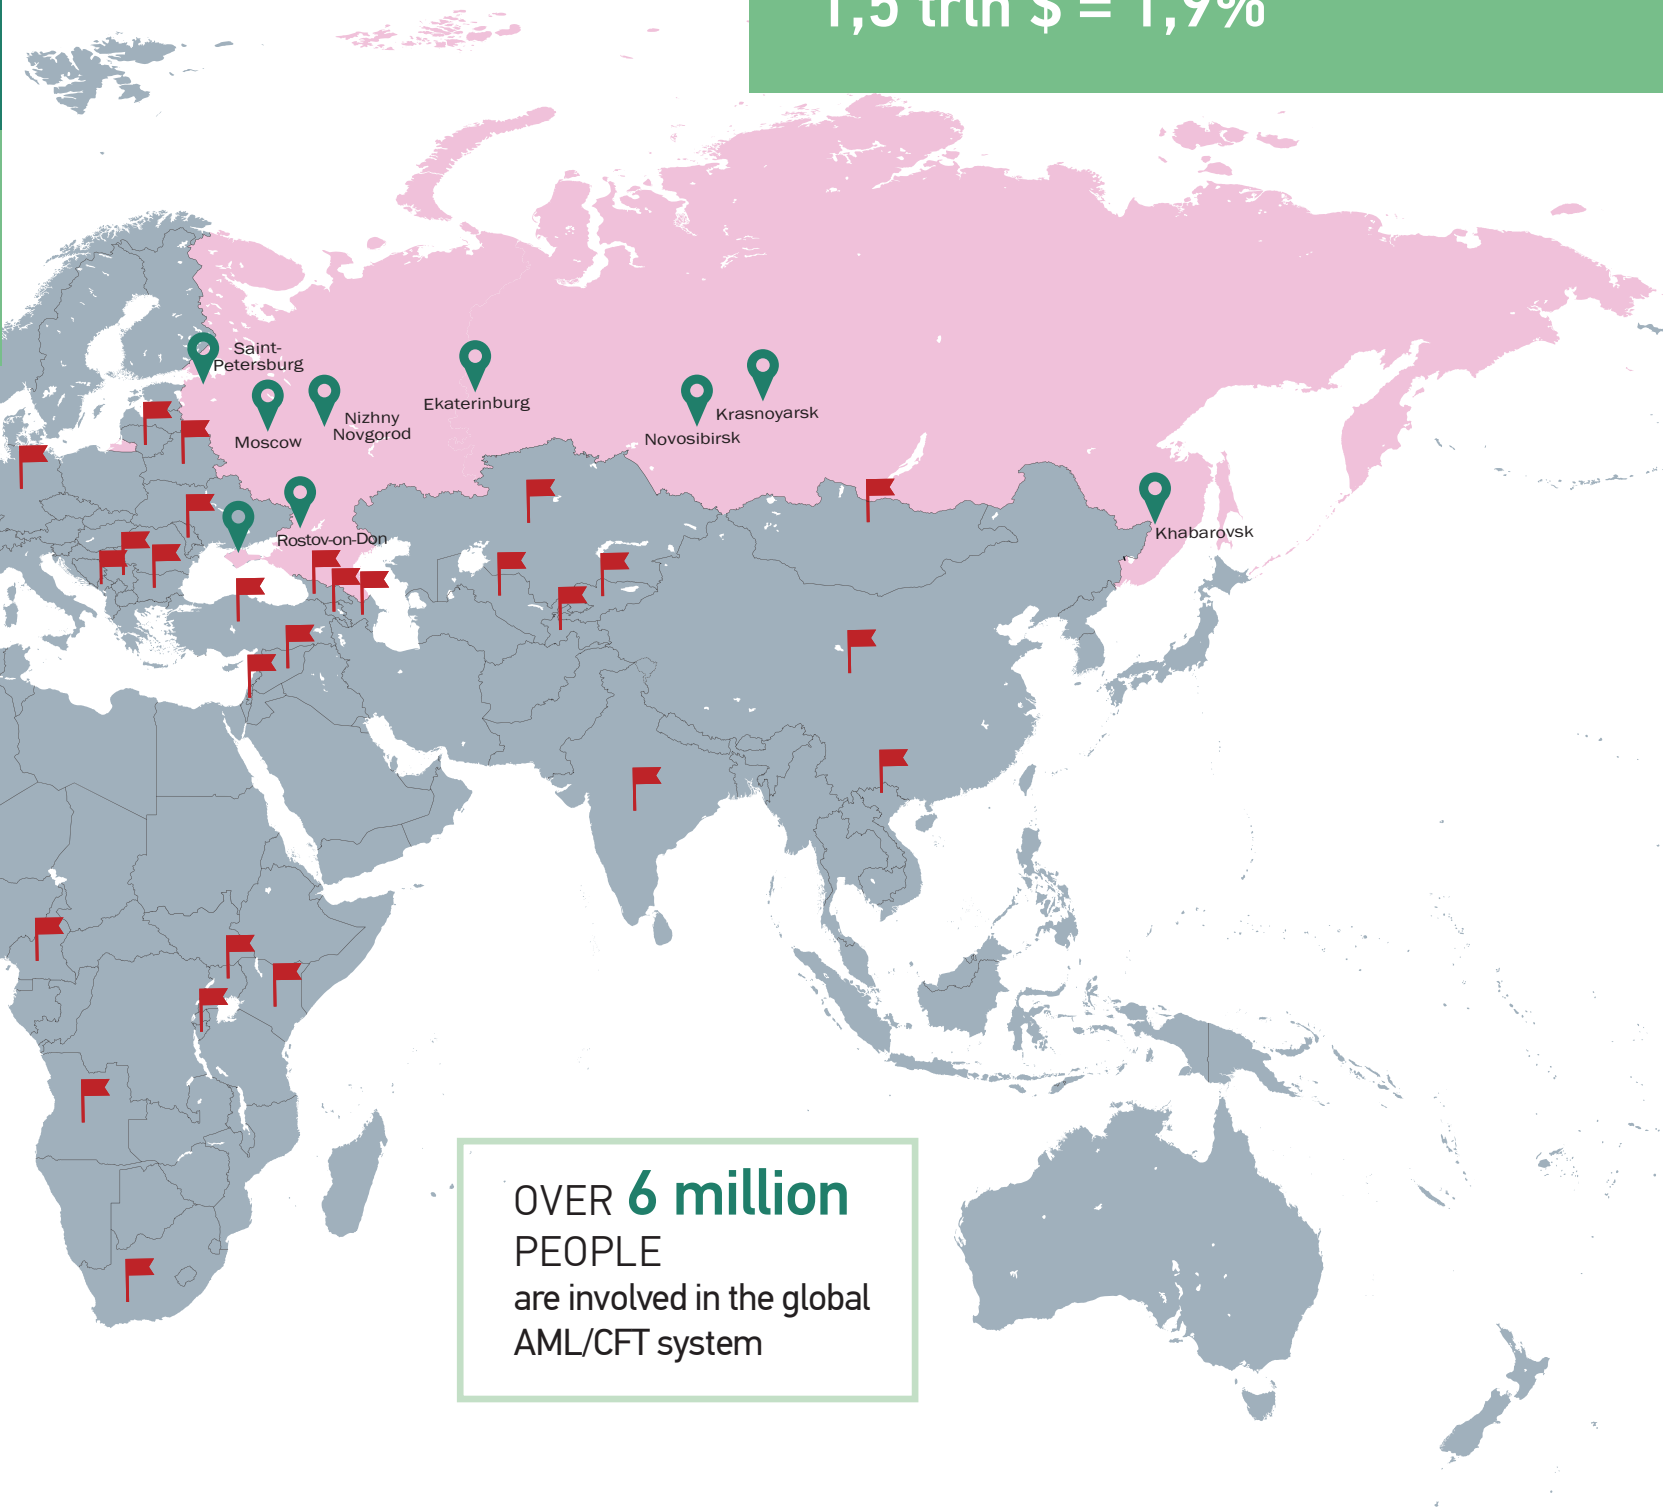 1,5 trln $ = 1,9%
Saint-
Petersburg
Moscow
Nizhny
Novgorod
Ekaterinburg
Novosibirsk
Krasnoyarsk
Rostov-on-Don
Khabarovsk
OVER 6 million
PEOPLE
are involved in the global
AML/CFT system